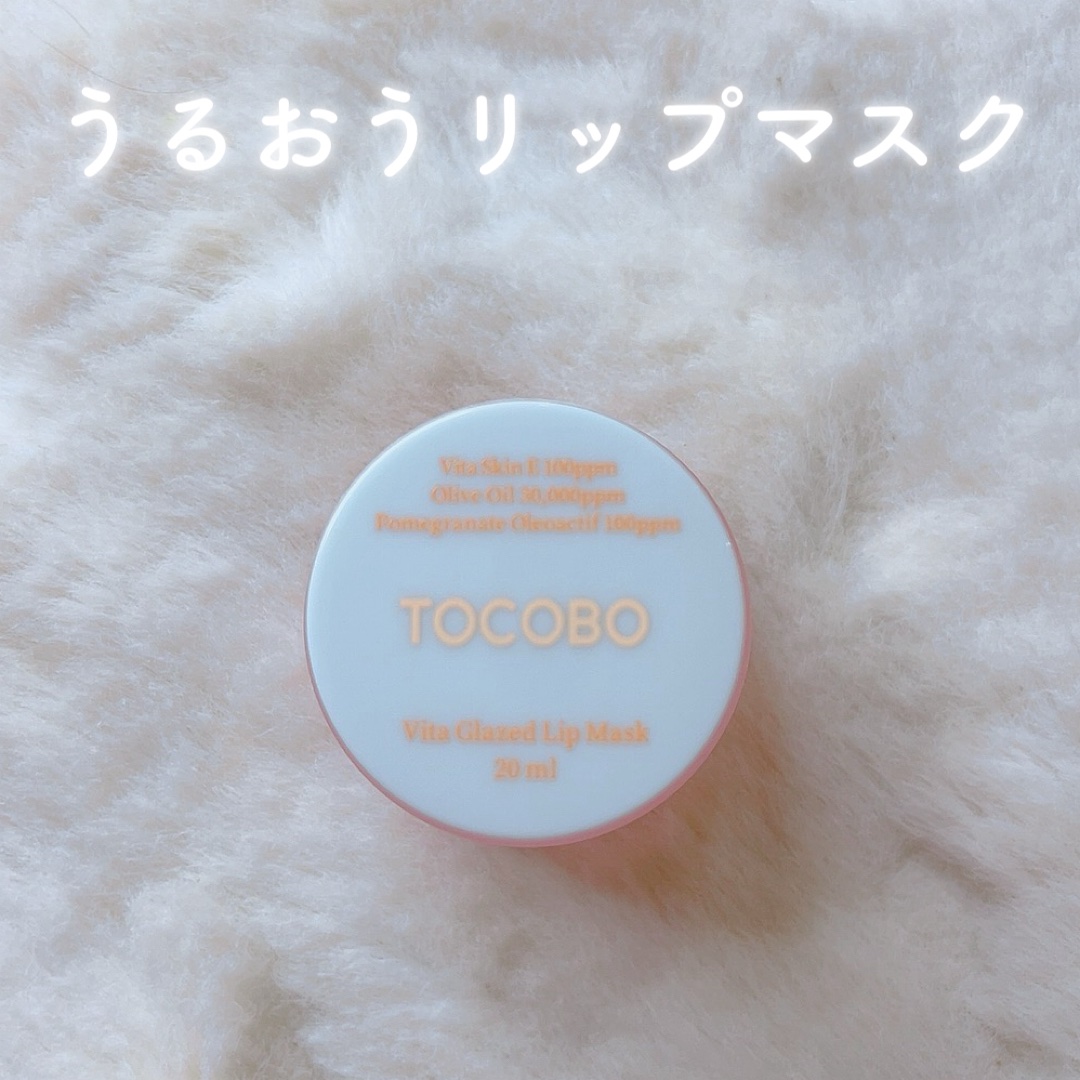 うるおうリップマスク
Vita Skin E 100ppm
Olive Oil 30,000ppm
Pomegranate Oleoactif 100ppm
TOCOBO
Vita Glazed Lip Mask
20 ml